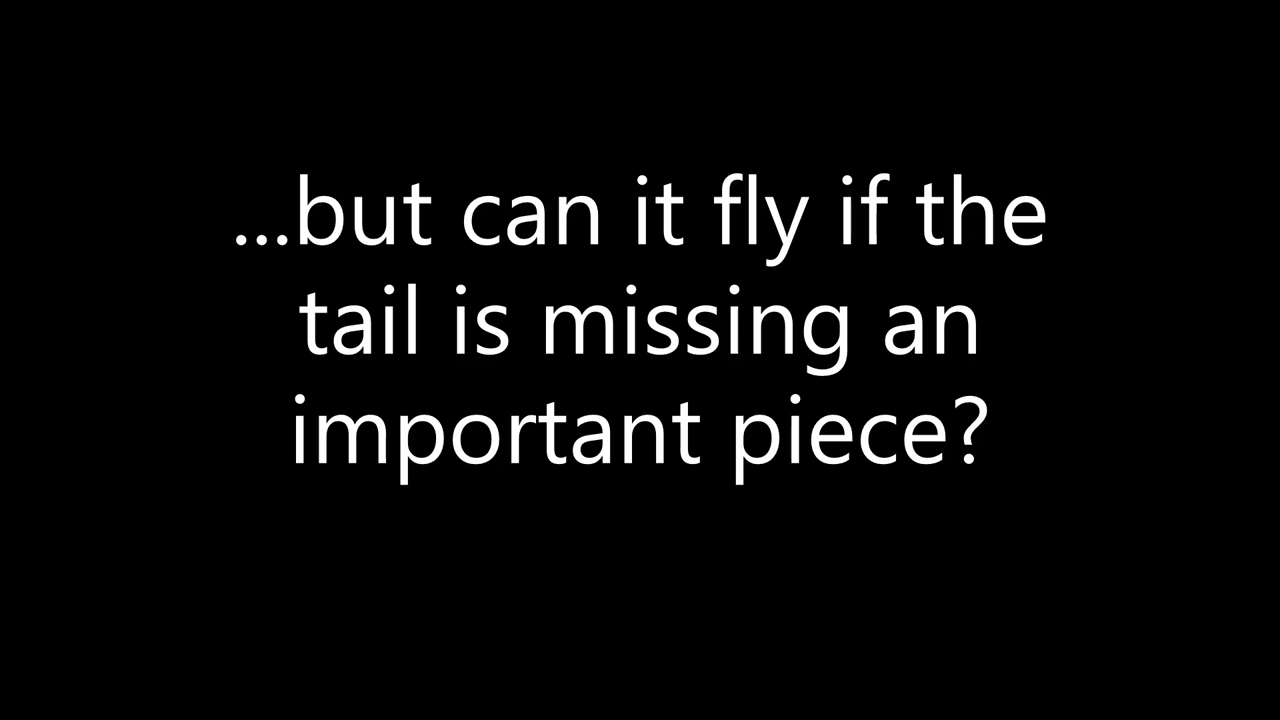 ...but can it fly if the
tail is missing an
important piece?